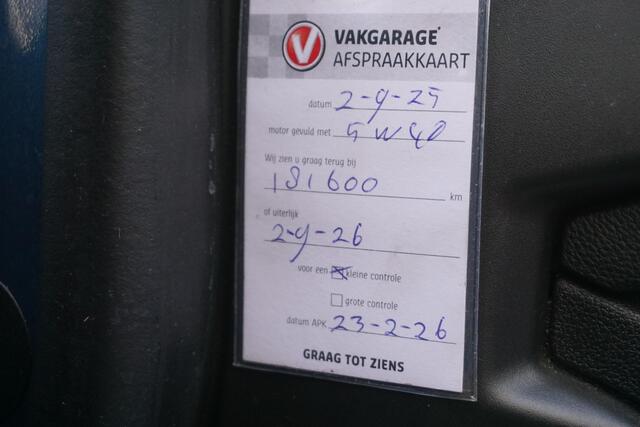 VAKGARAGE
AFSPRAAKKAART
datum 2-9-25
motor gevuld met 5W40
Wij zien u graag terug bij
181600 km
of uiterlijk
2-9-26
voor een kleine controle
grote controle
datum APK 23-2-26
GRAAG TOT ZIENS